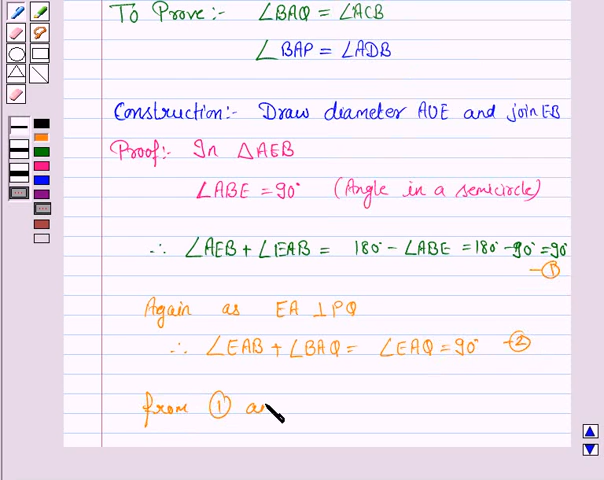 To Prove :- ∠BAQ = ∠ACB
∠BAP = ∠ADB
Construction:- Draw diameter AOE and join EB
Proof:- In △AEB
∠ABE = 90° (Angle in a semicircle)
∴ ∠AEB + ∠EAB = 180° - ∠ABE = 180° - 90° = 90°
-①
Again as EA ⊥ PQ
∴ ∠EAB + ∠BAQ = ∠EAQ = 90° -②
from ① a